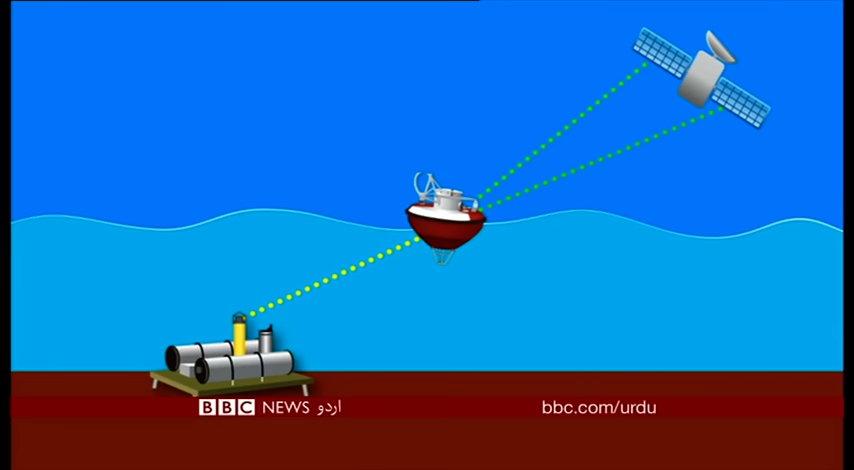 BBC NEWS اردو
bbc.com/urdu